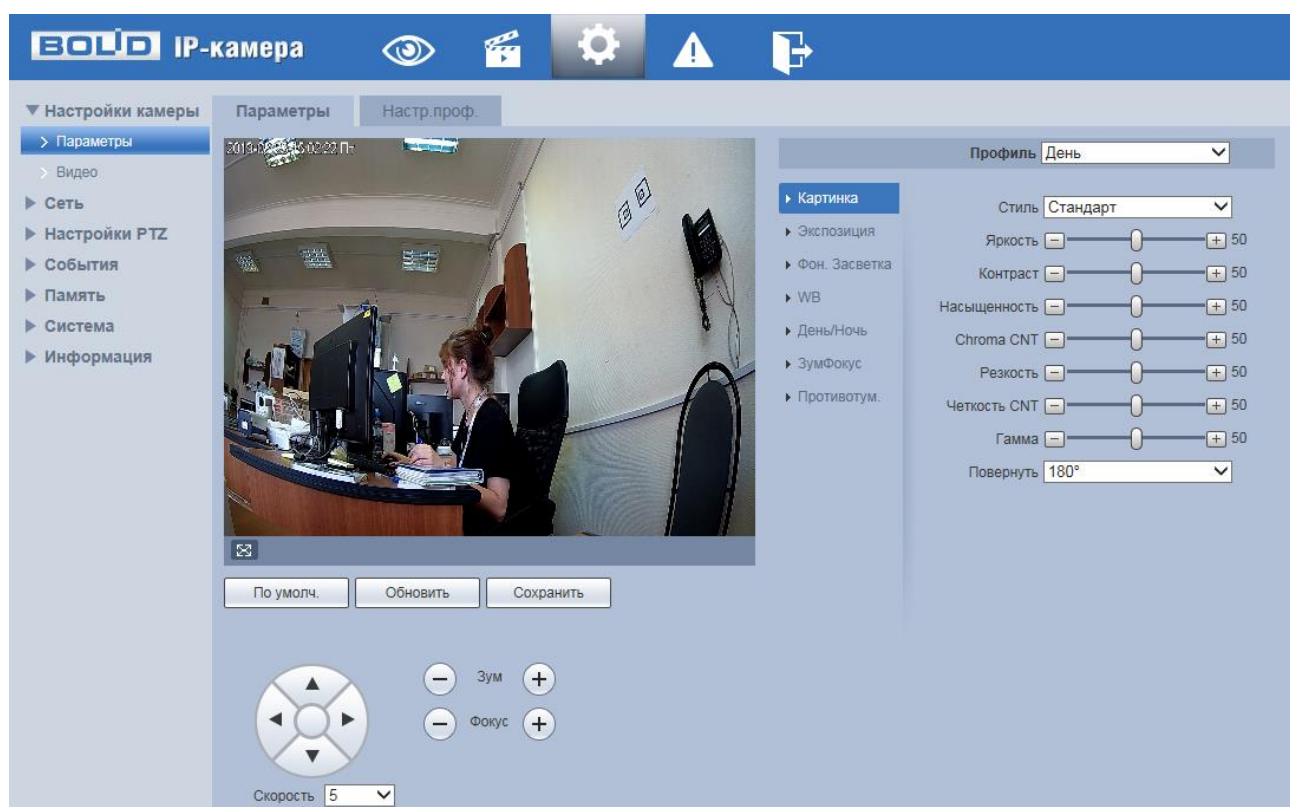 BOLID IP-камера
Настройки камеры
Параметры
Видео
Сеть
Настройки PTZ
События
Память
Система
Информация
Параметры
Настр.проф.
Профиль День
Картинка
Экспозиция
Фон. Засветка
WB
День/Ночь
ЗумФокус
Противотум.
Стиль Стандарт
Яркость 50
Контраст 50
Насыщенность 50
Chroma CNT 50
Резкость 50
Четкость CNT 50
Гамма 50
Повернуть 180°
По умолч.
Обновить
Сохранить
Зум
Фокус
Скорость 5